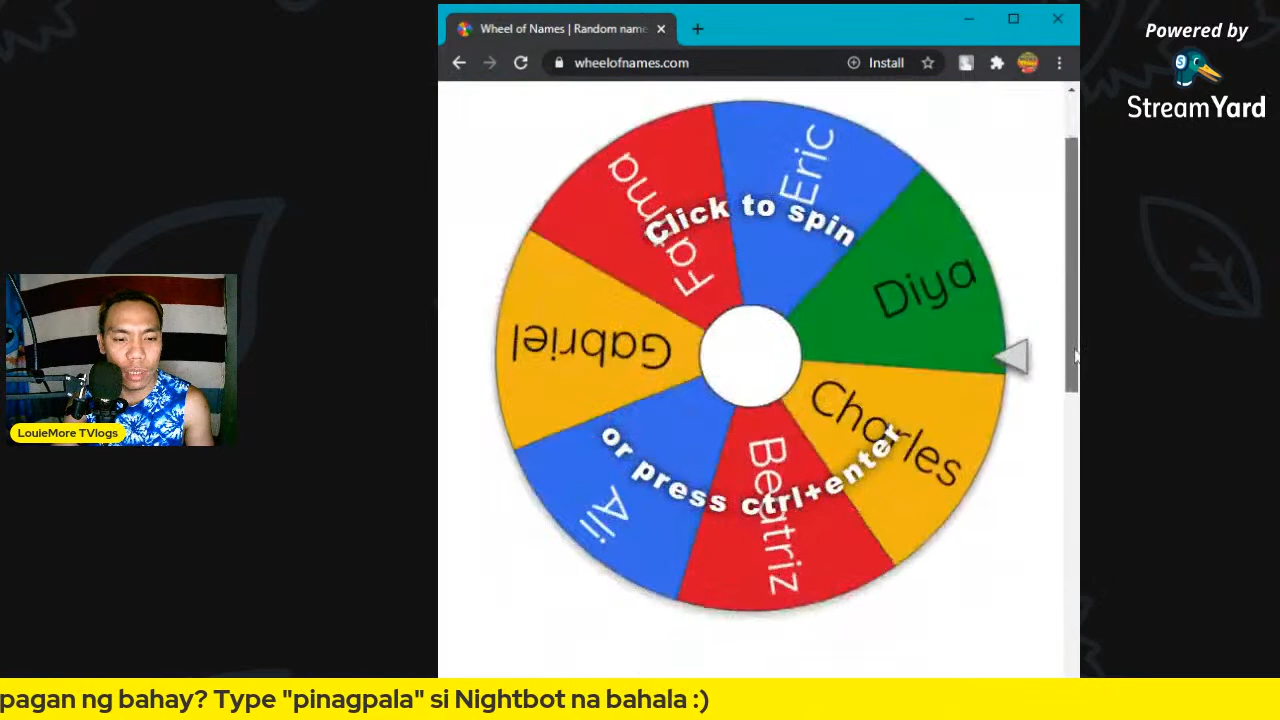 Wheel of Names | Random name
wheelofnames.com
Install
Powered by
StreamYard
Eric
Fatima
Click to spin
Diya
Gabriel
Charles
or press ctrl+enter
Beatriz
Ali
LouieMore TVlogs
pagan ng bahay? Type "pinagpala" si Nightbot na bahala :)